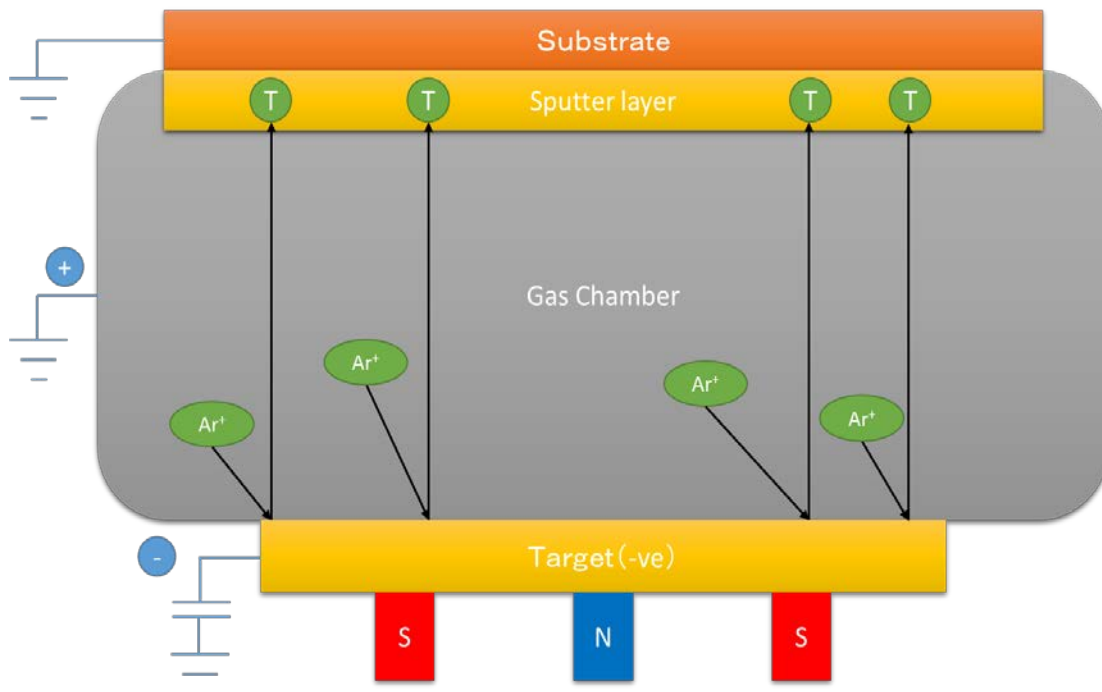 Substrate
T T Sputter layer T T
+
Gas Chamber
Ar⁺
Ar⁺
Ar⁺
Ar⁺
-
Target(-ve)
S N S